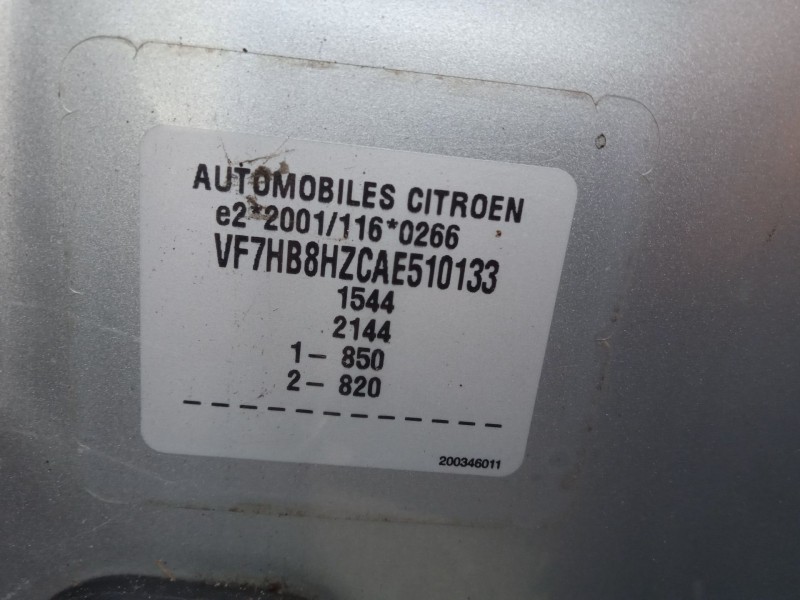 AUTOMOBILES CITROEN
e2*2001/116*0266
VF7HB8HZCAE510133
1544
2144
1- 850
2- 820
200346011